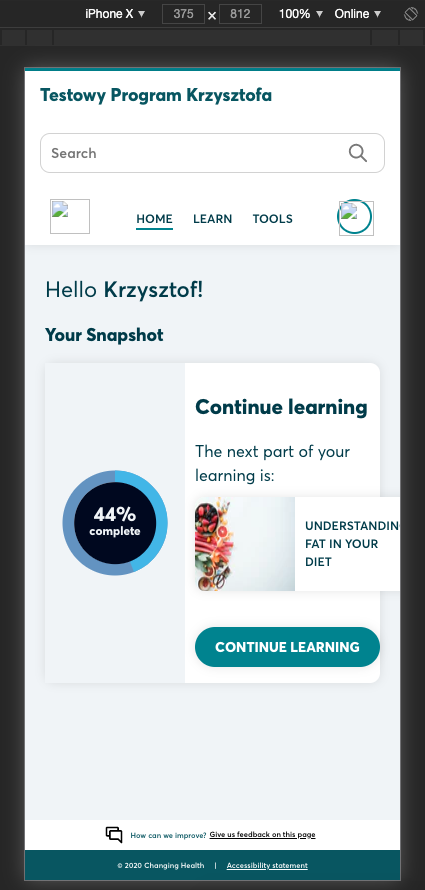 iPhone X ▼ 375 × 812 100% ▼ Online ▼
Testowy Program Krzysztofa
Search
HOME LEARN TOOLS
Hello Krzysztof!
Your Snapshot
44%
complete
Continue learning
The next part of your
learning is:
UNDERSTANDIN
FAT IN YOUR
DIET
CONTINUE LEARNING
How can we improve? Give us feedback on this page
© 2020 Changing Health | Accessibility statement